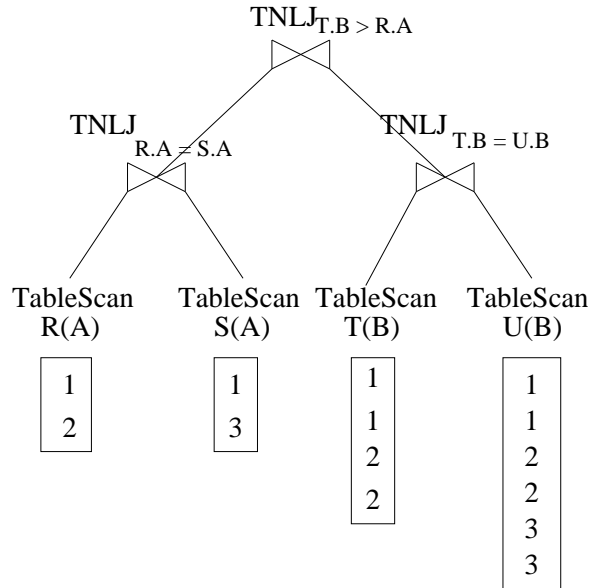 TNLJ T.B > R.A
TNLJ R.A = S.A
TNLJ T.B = U.B
TableScan TableScan TableScan TableScan
R(A) S(A) T(B) U(B)
1 1 1 1
2 3 1 1
2 2
2 2
3
3